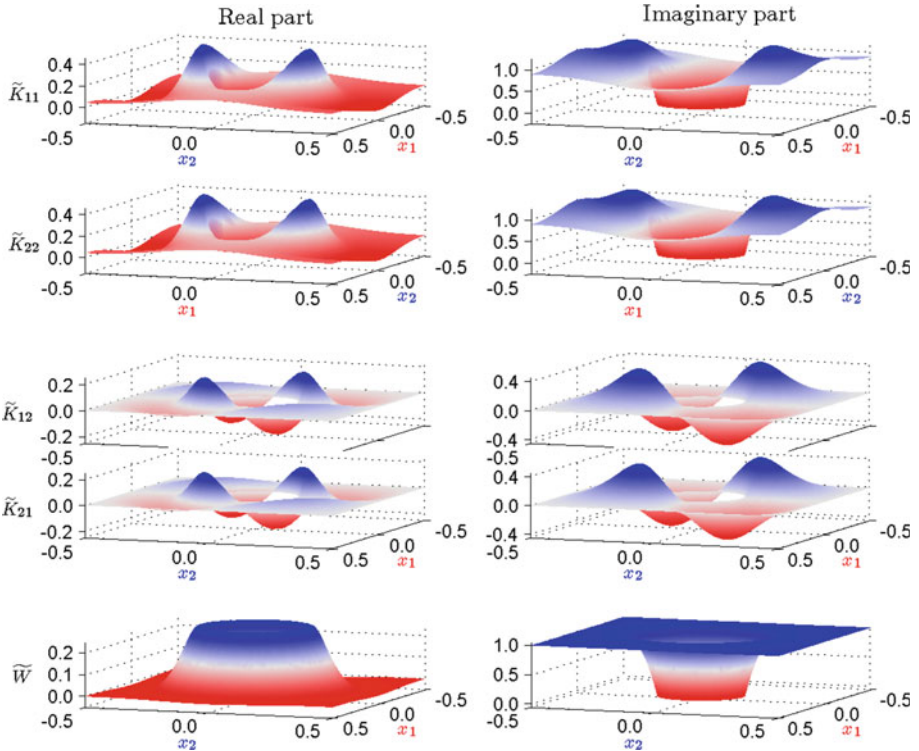 Real part Imaginary part
K̃11 0.4 0.2 0.0 -0.5 0.0 0.5 0.5 0.0 -0.5 x2 x1
1.0 0.5 0.0 -0.5 0.0 0.5 0.5 0.0 -0.5 x2 x1
K̃22 0.4 0.2 0.0 -0.5 0.0 0.5 0.5 0.0 -0.5 x1 x2
1.0 0.5 0.0 -0.5 0.0 0.5 0.5 0.0 -0.5 x1 x2
K̃12 0.2 0.0 -0.2
0.4 0.0 -0.4
K̃21 -0.5 0.2 0.0 -0.2 -0.5 0.0 0.5 0.5 0.0 -0.5 x2 x1
-0.5 0.4 0.0 -0.4 -0.5 0.0 0.5 0.5 0.0 -0.5 x2 x1
W̃ 0.2 0.1 0.0 -0.5 0.0 0.5 0.5 0.0 -0.5 x2 x1
1.0 0.5 0.0 -0.5 0.0 0.5 0.5 0.0 -0.5 x2 x1